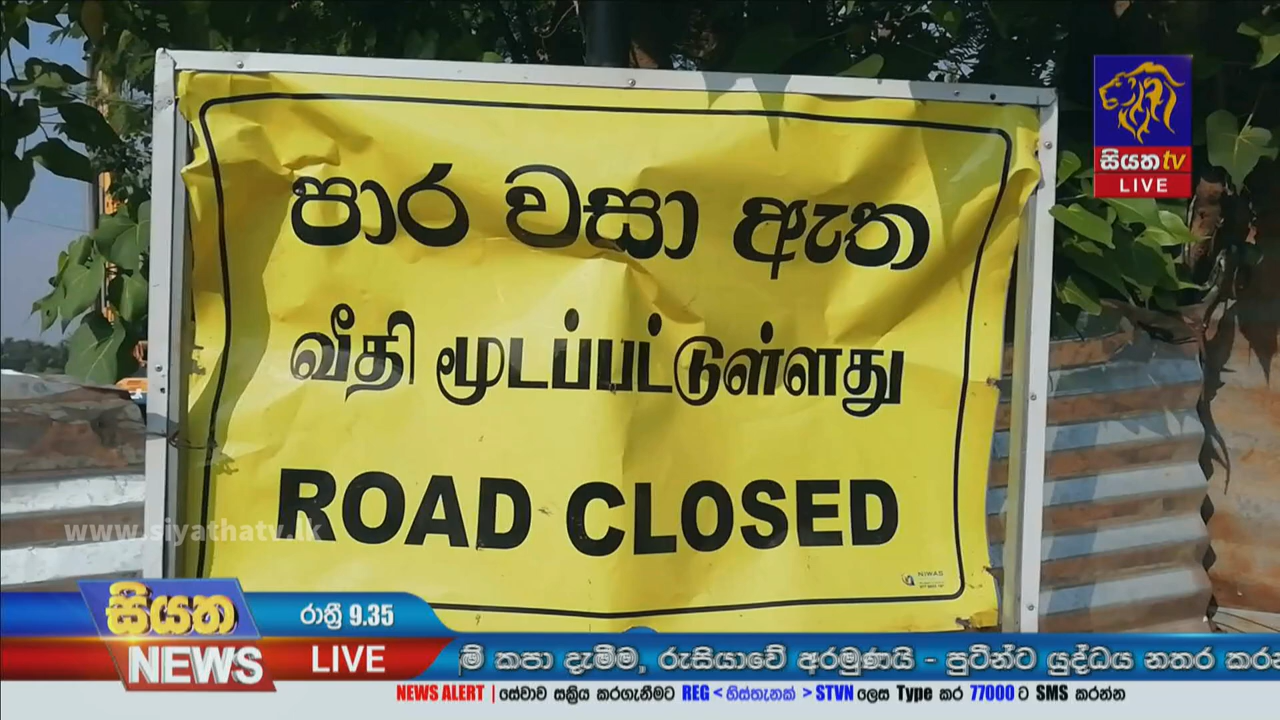 සියත tv
LIVE
පාර වසා ඇත
வீதி மூடப்பட்டுள்ளது
ROAD CLOSED
NIWAS
www.siyathatv.lk
සියත
රාත්‍රී 9.35
NEWS
LIVE
කපා දැමීම, රුසියාවේ අරමුණයි - පුටින්ට යුද්ධය නතර
NEWS ALERT | සේවාව සක්‍රිය කරගැනීමට REG < හිස්තැනක් > STVN ලෙස Type කර 77000 ට SMS කරන්න